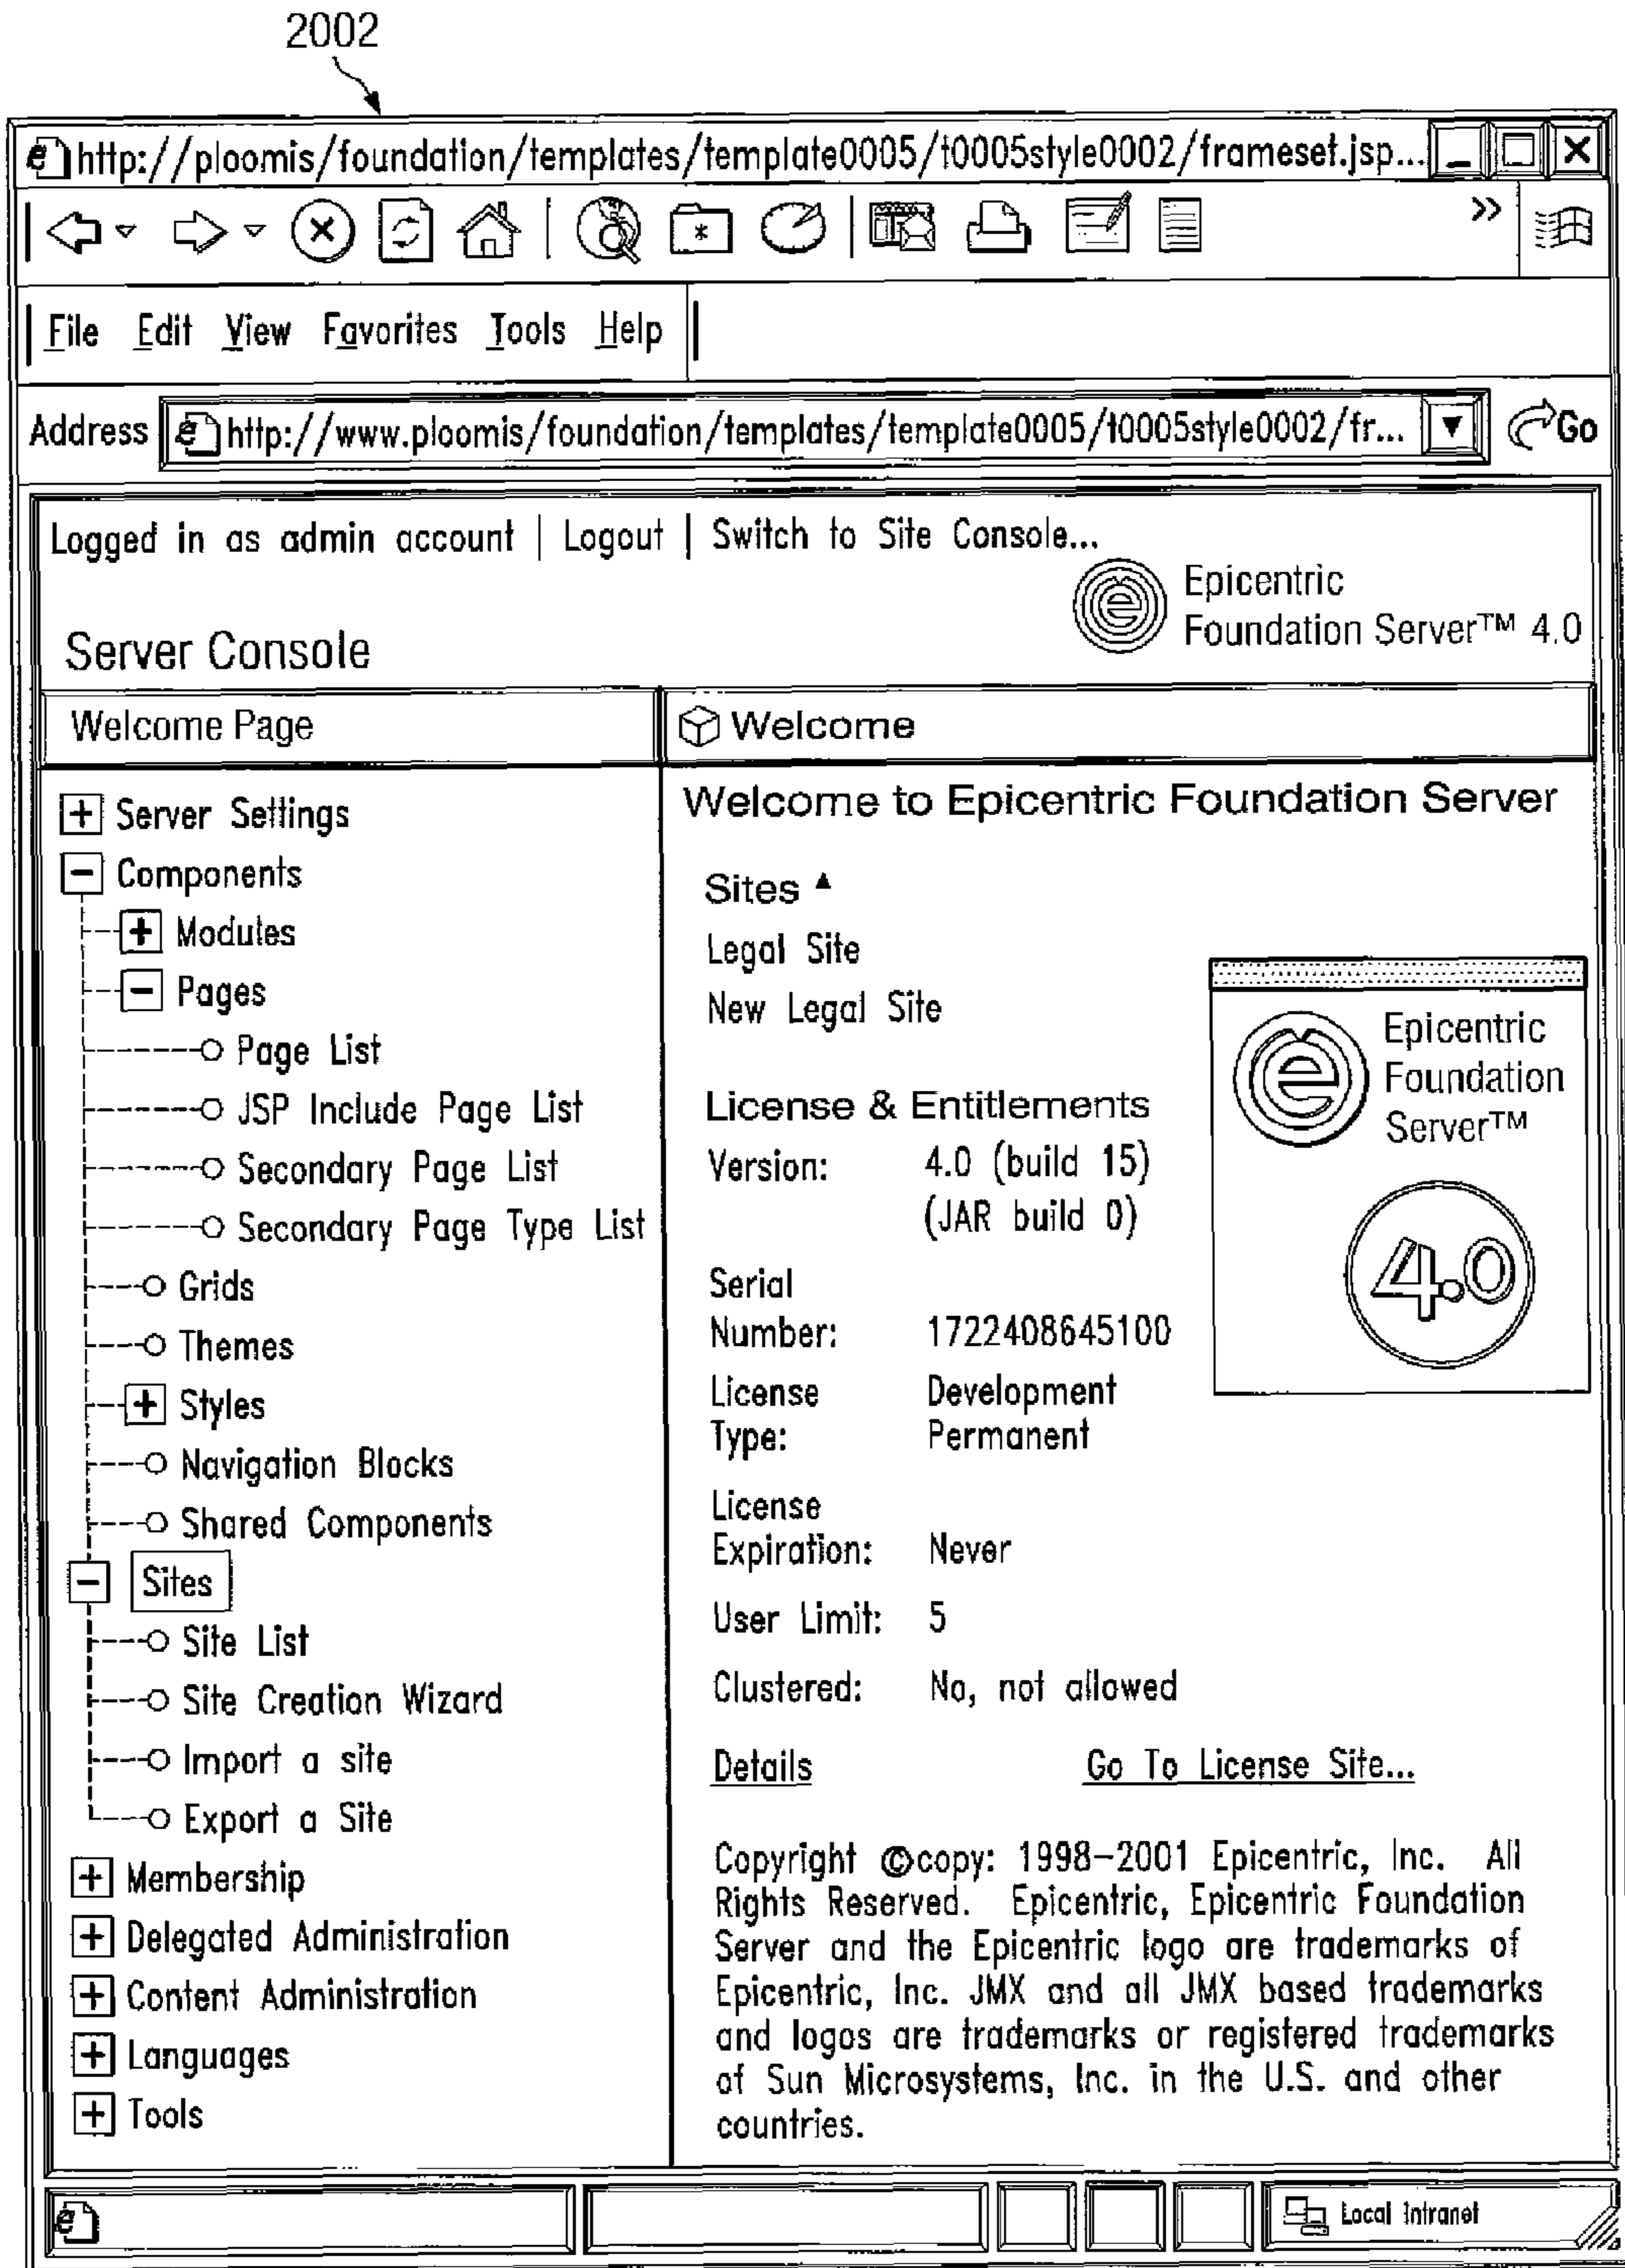 2002
http://ploomis/foundation/templates/template0005/t0005style0002/frameset.jsp...
File Edit View Favorites Tools Help
Address http://www.ploomis/foundation/templates/template0005/t0005style0002/fr... Go
Logged in as admin account | Logout | Switch to Site Console...
Epicentric
Foundation Server™ 4.0
Server Console
Welcome Page
Welcome
Server Settings
Components
Modules
Pages
Page List
JSP Include Page List
Secondary Page List
Secondary Page Type List
Grids
Themes
Styles
Navigation Blocks
Shared Components
Sites
Site List
Site Creation Wizard
Import a site
Export a Site
Membership
Delegated Administration
Content Administration
Languages
Tools
Welcome to Epicentric Foundation Server
Sites ▲
Legal Site
New Legal Site
License & Entitlements
Version: 4.0 (build 15)
(JAR build 0)
Serial
Number: 1722408645100
License Development
Type: Permanent
License
Expiration: Never
User Limit: 5
Clustered: No, not allowed
Details Go To License Site...
Epicentric
Foundation
Server™
4.0
Copyright ©copy: 1998-2001 Epicentric, Inc. All
Rights Reserved. Epicentric, Epicentric Foundation
Server and the Epicentric logo are trademarks of
Epicentric, Inc. JMX and all JMX based trademarks
and logos are trademarks or registered trademarks
of Sun Microsystems, Inc. in the U.S. and other
countries.
Local Intranet